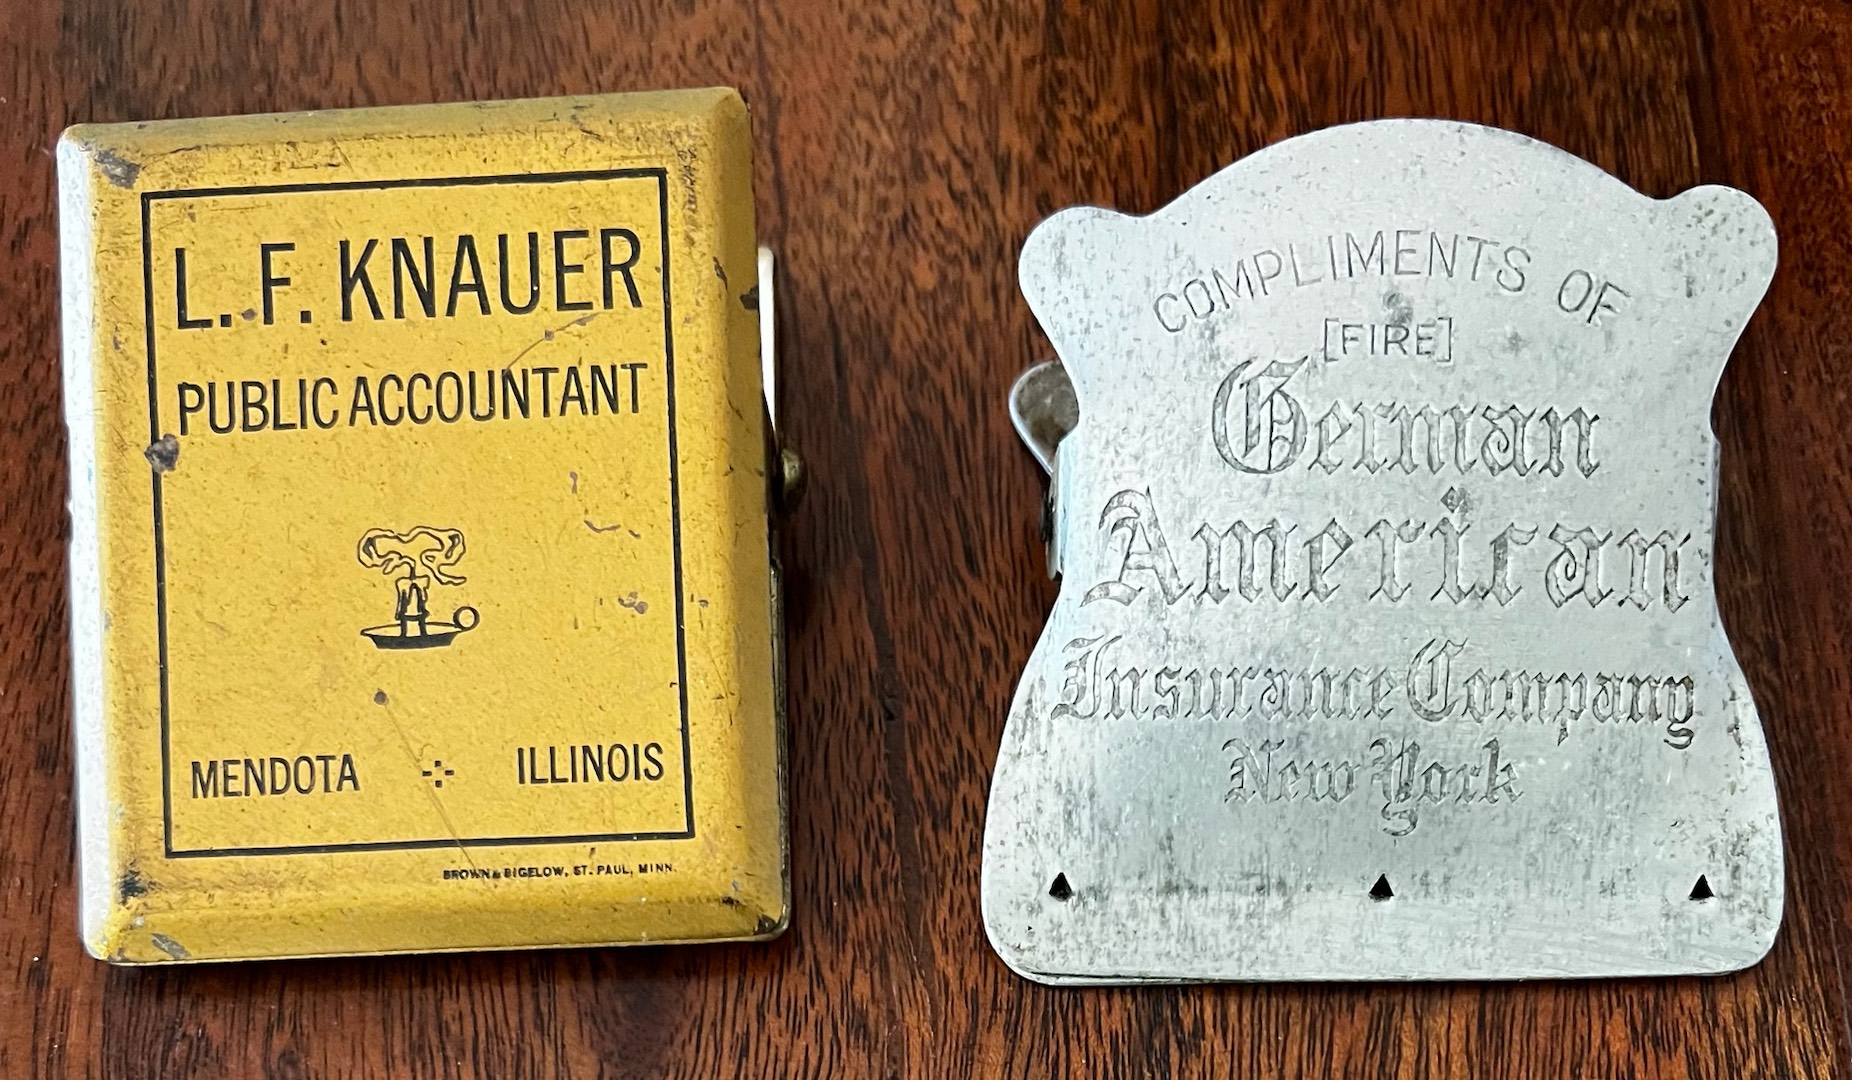 L. F. KNAUER
PUBLIC ACCOUNTANT
MENDOTA ILLINOIS
BROWN & BIGELOW, ST. PAUL, MINN.
COMPLIMENTS OF
[FIRE]
German
American
Insurance Company
New York